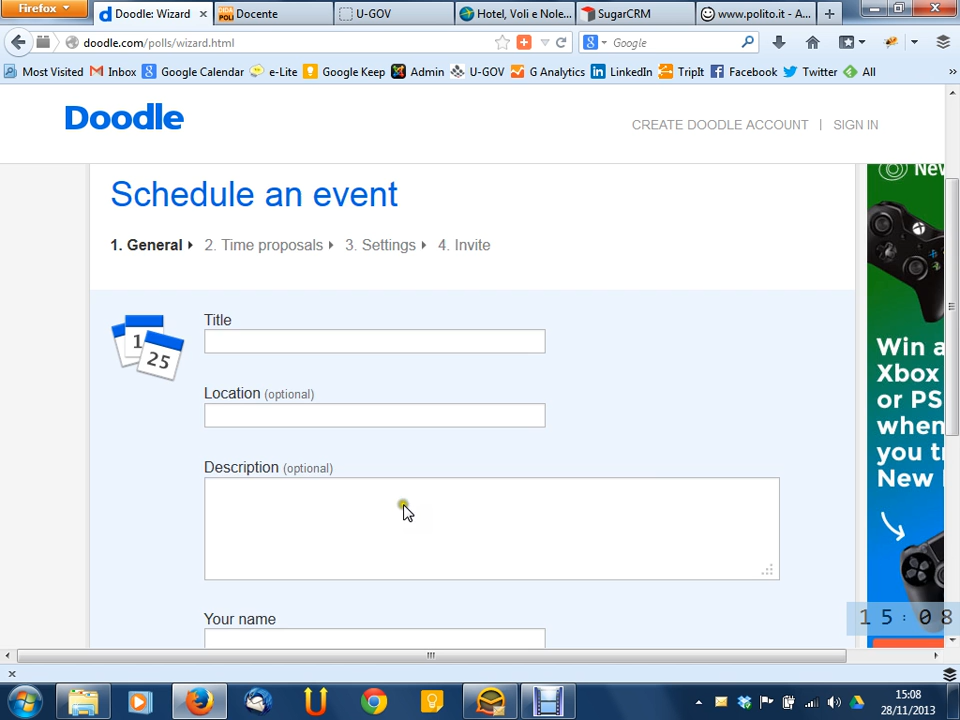 Firefox
Doodle: Wizard
Docente
U-GOV
Hotel, Voli e Nole...
SugarCRM
www.polito.it - A...
doodle.com/polls/wizard.html
Google
Most Visited
Inbox
Google Calendar
e-Lite
Google Keep
Admin
U-GOV
G Analytics
LinkedIn
TripIt
Facebook
Twitter
All
Doodle
CREATE DOODLE ACCOUNT | SIGN IN
Schedule an event
1. General
2. Time proposals
3. Settings
4. Invite
1
25
Title
Location (optional)
Description (optional)
Your name
New
Win a
Xbox
or PS
when
you tr
New
15:08
15:08
28/11/2013